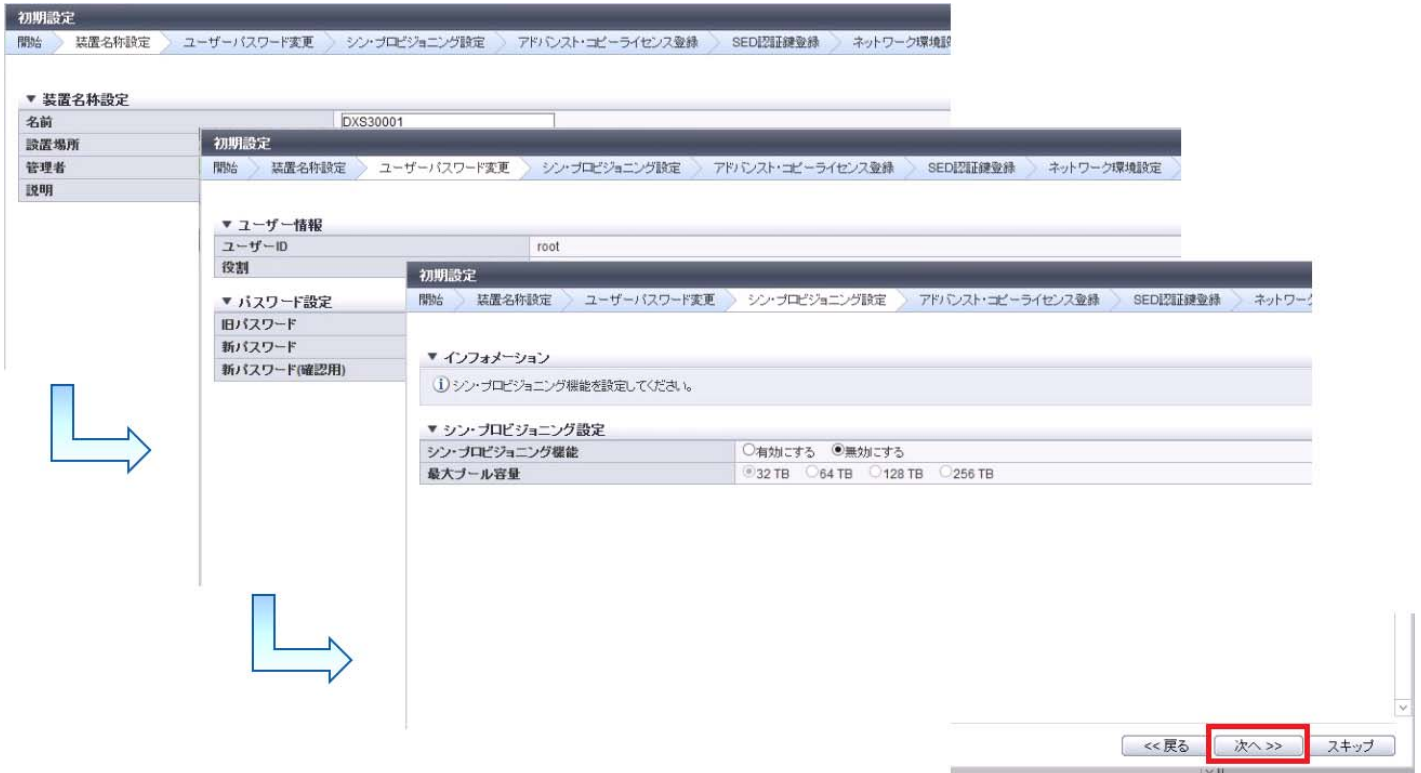 初期設定
開始 装置名称設定 ユーザーパスワード変更 シン・プロビジョニング設定 アドバンスト・コピーライセンス登録 SED認証鍵登録 ネットワーク環境設
▼ 装置名称設定
名前 DXS30001
設置場所
管理者
説明
初期設定
開始 装置名称設定 ユーザーパスワード変更 シン・プロビジョニング設定 アドバンスト・コピーライセンス登録 SED認証鍵登録 ネットワーク環境設定
▼ ユーザー情報
ユーザーID root
役割
▼ パスワード設定
旧パスワード
新パスワード
新パスワード(確認用)
初期設定
開始 装置名称設定 ユーザーパスワード変更 シン・プロビジョニング設定 アドバンスト・コピーライセンス登録 SED認証鍵登録 ネットワーク
▼ インフォメーション
シン・プロビジョニング機能を設定してください。
▼ シン・プロビジョニング設定
シン・プロビジョニング機能 有効にする 無効にする
最大プール容量 32 TB 64 TB 128 TB 256 TB
<< 戻る 次へ >> スキップ